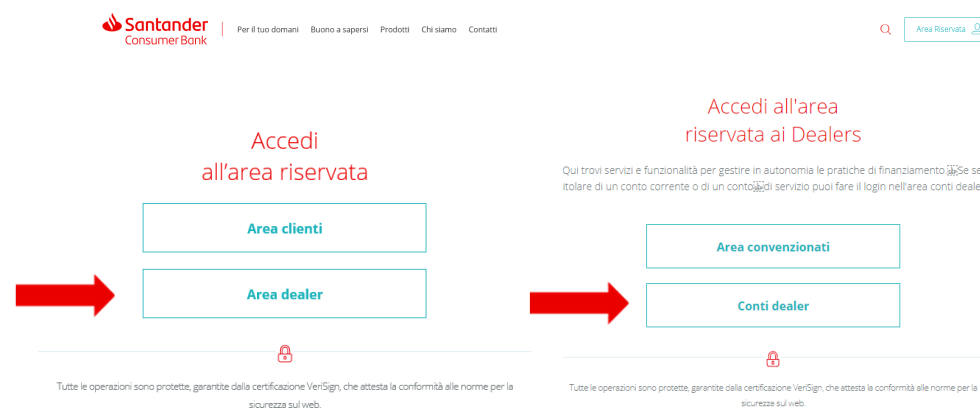 Santander
Consumer Bank
Per il tuo domani Buono a sapersi Prodotti Chi siamo Contatti
Area Riservata
Accedi
all’area riservata
Area clienti
Area dealer
Tutte le operazioni sono protette, garantite dalla certificazione VeriSign, che attesta la conformità alle norme per la
sicurezza sul web.
Accedi all'area
riservata ai Dealers
Qui trovi servizi e funzionalità per gestire in autonomia le pratiche di finanziamento Se se
itolare di un conto corrente o di un conto di servizio puoi fare il login nell'area conti deale
Area convenzionati
Conti dealer
Tutte le operazioni sono protette, garantite dalla certificazione VeriSign, che attesta la conformità alle norme per la
sicurezza sul web.